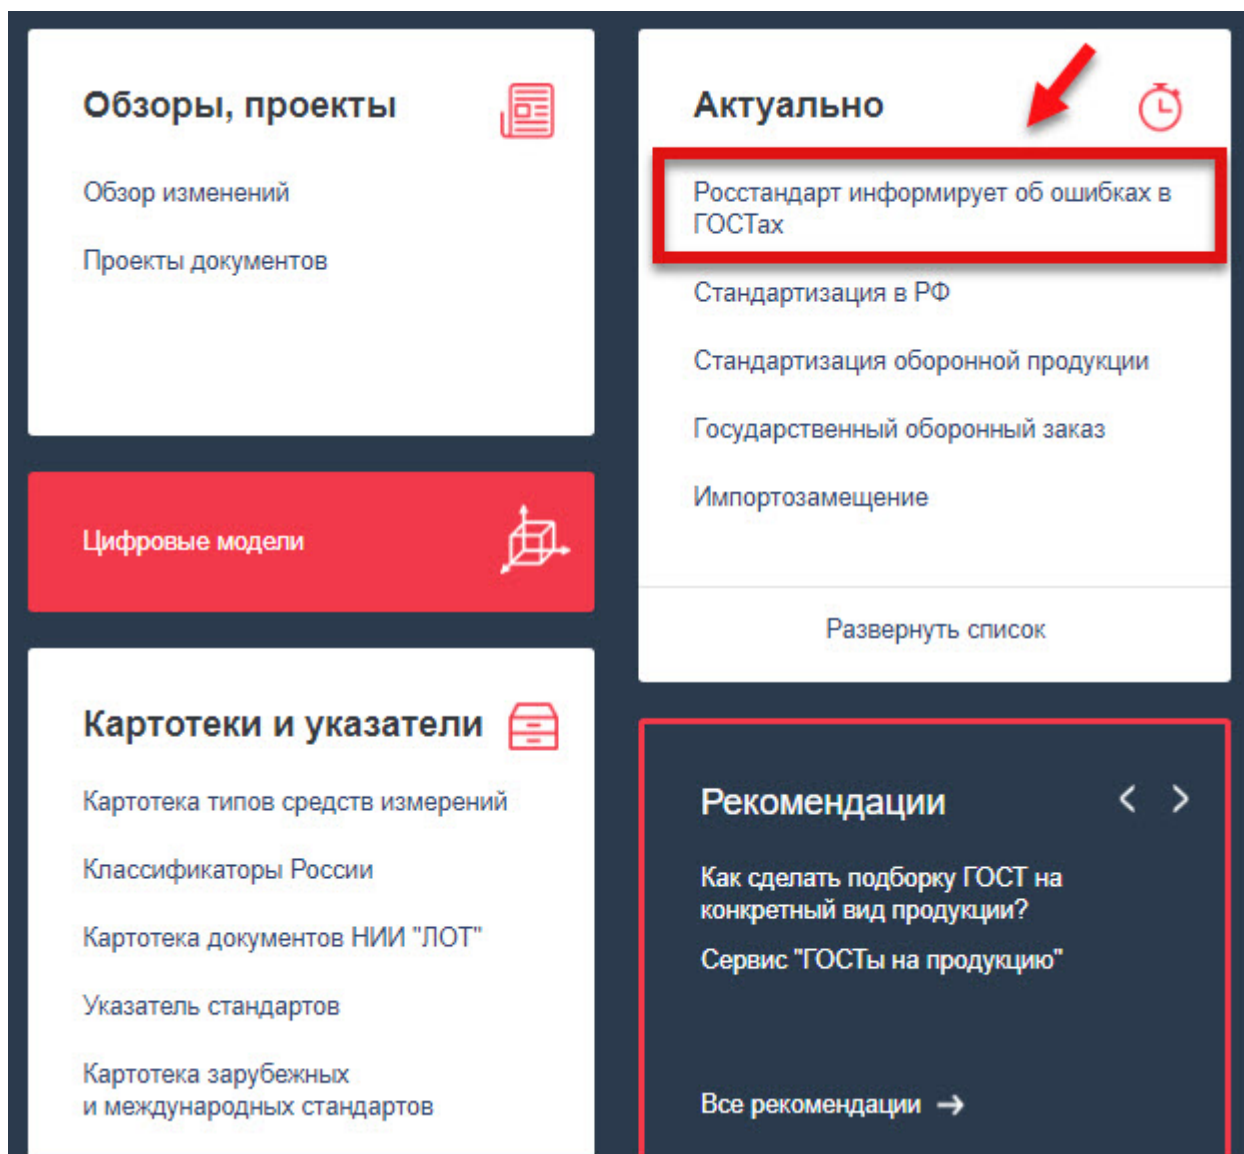 Обзоры, проекты
Обзор изменений
Проекты документов
Цифровые модели
Картотеки и указатели
Картотека типов средств измерений
Классификаторы России
Картотека документов НИИ "ЛОТ"
Указатель стандартов
Картотека зарубежных
и международных стандартов
Актуально
Росстандарт информирует об ошибках в
ГОСТах
Стандартизация в РФ
Стандартизация оборонной продукции
Государственный оборонный заказ
Импортозамещение
Развернуть список
Рекомендации
Как сделать подборку ГОСТ на
конкретный вид продукции?
Сервис "ГОСТы на продукцию"
Все рекомендации →